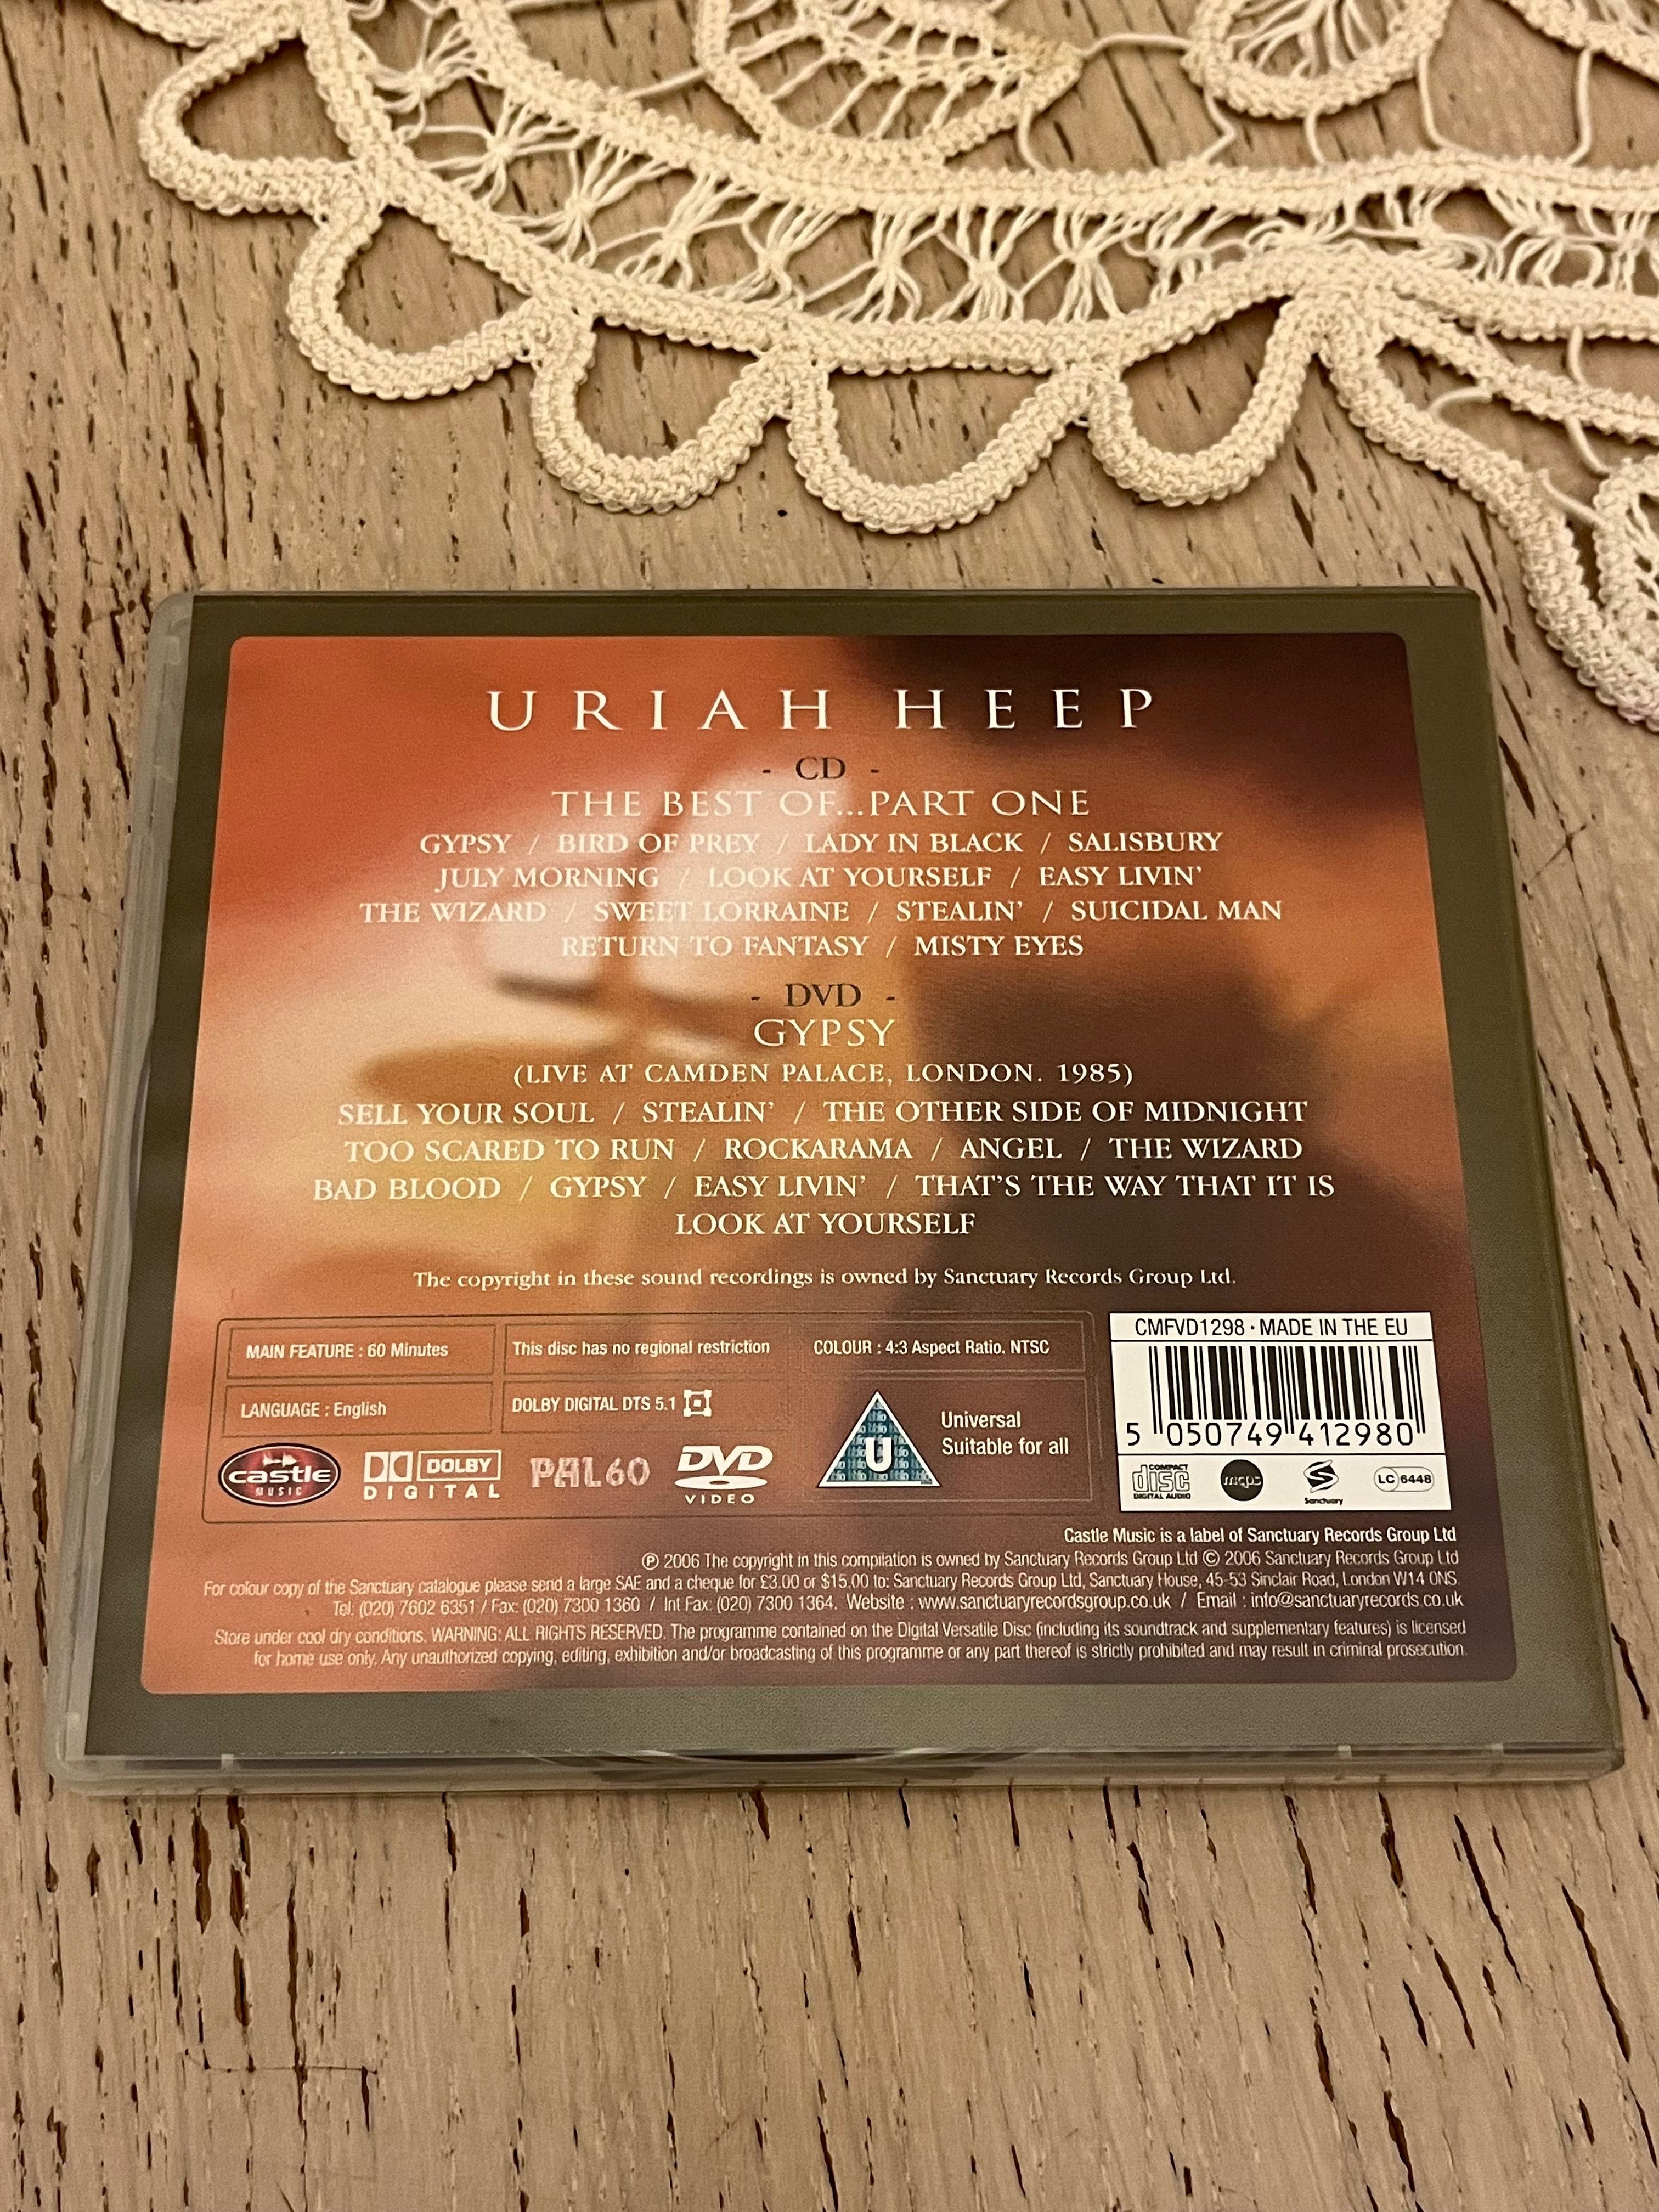 URIAH HEEP
- CD -
THE BEST OF...PART ONE
GYPSY / BIRD OF PREY / LADY IN BLACK / SALISBURY
JULY MORNING / LOOK AT YOURSELF / EASY LIVIN'
THE WIZARD / SWEET LORRAINE / STEALIN' / SUICIDAL MAN
RETURN TO FANTASY / MISTY EYES
- DVD -
GYPSY
(LIVE AT CAMDEN PALACE, LONDON. 1985)
SELL YOUR SOUL / STEALIN' / THE OTHER SIDE OF MIDNIGHT
TOO SCARED TO RUN / ROCKARAMA / ANGEL / THE WIZARD
BAD BLOOD / GYPSY / EASY LIVIN' / THAT'S THE WAY THAT IT IS
LOOK AT YOURSELF
The copyright in these sound recordings is owned by Sanctuary Records Group Ltd.
MAIN FEATURE : 60 Minutes
This disc has no regional restriction
COLOUR : 4:3 Aspect Ratio. NTSC
LANGUAGE : English
DOLBY DIGITAL DTS 5.1
castle
MUSIC
DOLBY
DIGITAL
PAL60
DVD
VIDEO
U
Universal
Suitable for all
CMFVD1298 · MADE IN THE EU
5 050749 412980
COMPACT
disc
DIGITAL AUDIO
mcps
Sanctuary
LC 6448
Castle Music is a label of Sanctuary Records Group Ltd
℗ 2006 The copyright in this compilation is owned by Sanctuary Records Group Ltd © 2006 Sanctuary Records Group Ltd
For colour copy of the Sanctuary catalogue please send a large SAE and a cheque for £3.00 or $15.00 to: Sanctuary Records Group Ltd, Sanctuary House, 45-53 Sinclair Road, London W14 0NS.
Tel: (020) 7602 6351 / Fax: (020) 7300 1360 / Int Fax: (020) 7300 1364. Website : www.sanctuaryrecordsgroup.co.uk / Email : info@sanctuaryrecords.co.uk
Store under cool dry conditions. WARNING: ALL RIGHTS RESERVED. The programme contained on the Digital Versatile Disc (including its soundtrack and supplementary features) is licensed
for home use only. Any unauthorized copying, editing, exhibition and/or broadcasting of this programme or any part thereof is strictly prohibited and may result in criminal prosecution.